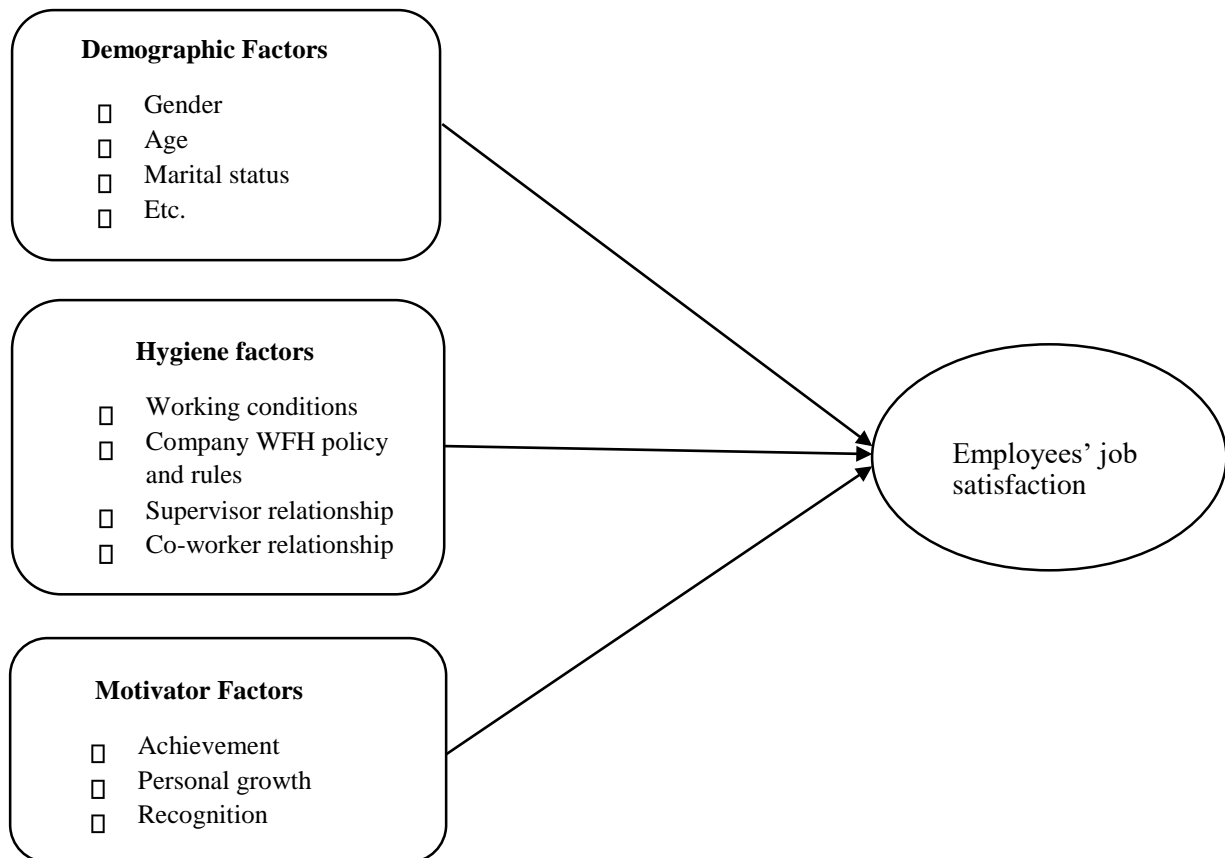 Demographic Factors
Gender
Age
Marital status
Etc.
Hygiene factors
Working conditions
Company WFH policy
and rules
Supervisor relationship
Co-worker relationship
Employees’ job
satisfaction
Motivator Factors
Achievement
Personal growth
Recognition